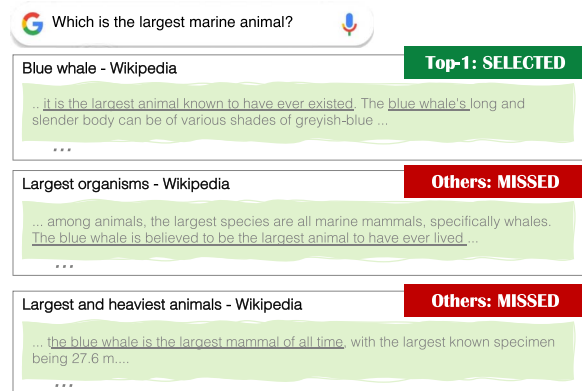 Which is the largest marine animal?
Top-1: SELECTED
Blue whale - Wikipedia
.. it is the largest animal known to have ever existed. The blue whale's long and
slender body can be of various shades of greyish-blue ...
...
Others: MISSED
Largest organisms - Wikipedia
... among animals, the largest species are all marine mammals, specifically whales.
The blue whale is believed to be the largest animal to have ever lived ...
...
Others: MISSED
Largest and heaviest animals - Wikipedia
... the blue whale is the largest mammal of all time, with the largest known specimen
being 27.6 m....
...